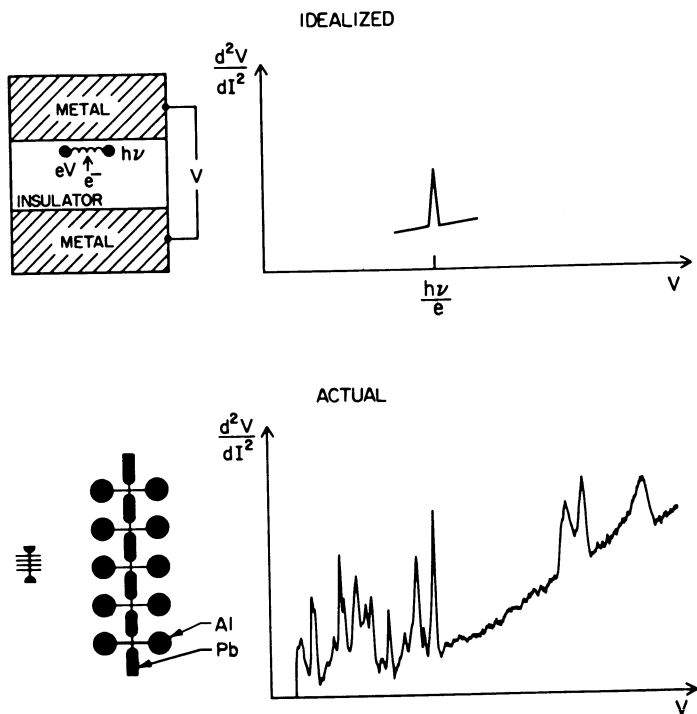 IDEALIZED
d²V
dI²
METAL
hν
eV
e⁻
V
INSULATOR
METAL
hν
e
V
ACTUAL
d²V
dI²
Al
Pb
V